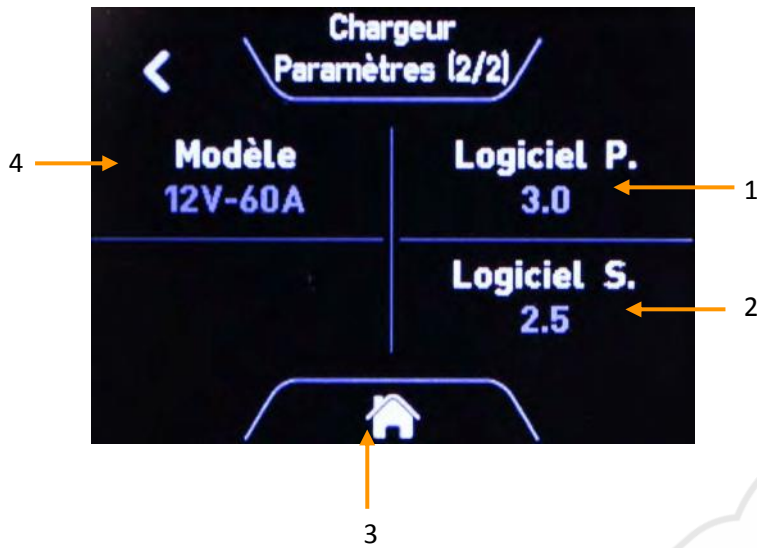 Chargeur
Paramètres (2/2)
4
Modèle
12V-60A
Logiciel P.
3.0
1
Logiciel S.
2.5
2
3